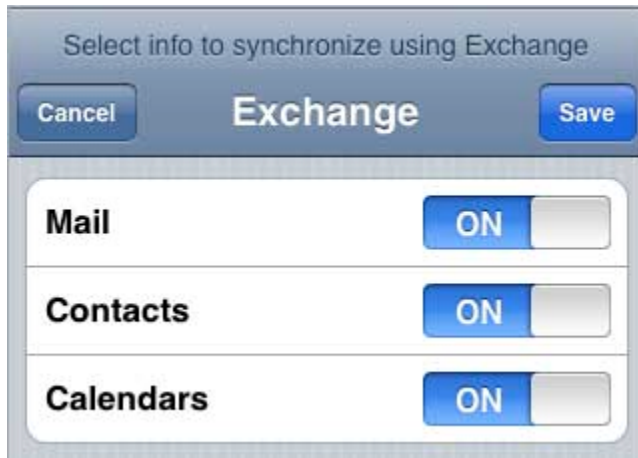 Select info to synchronize using Exchange
Cancel Exchange Save
Mail ON
Contacts ON
Calendars ON